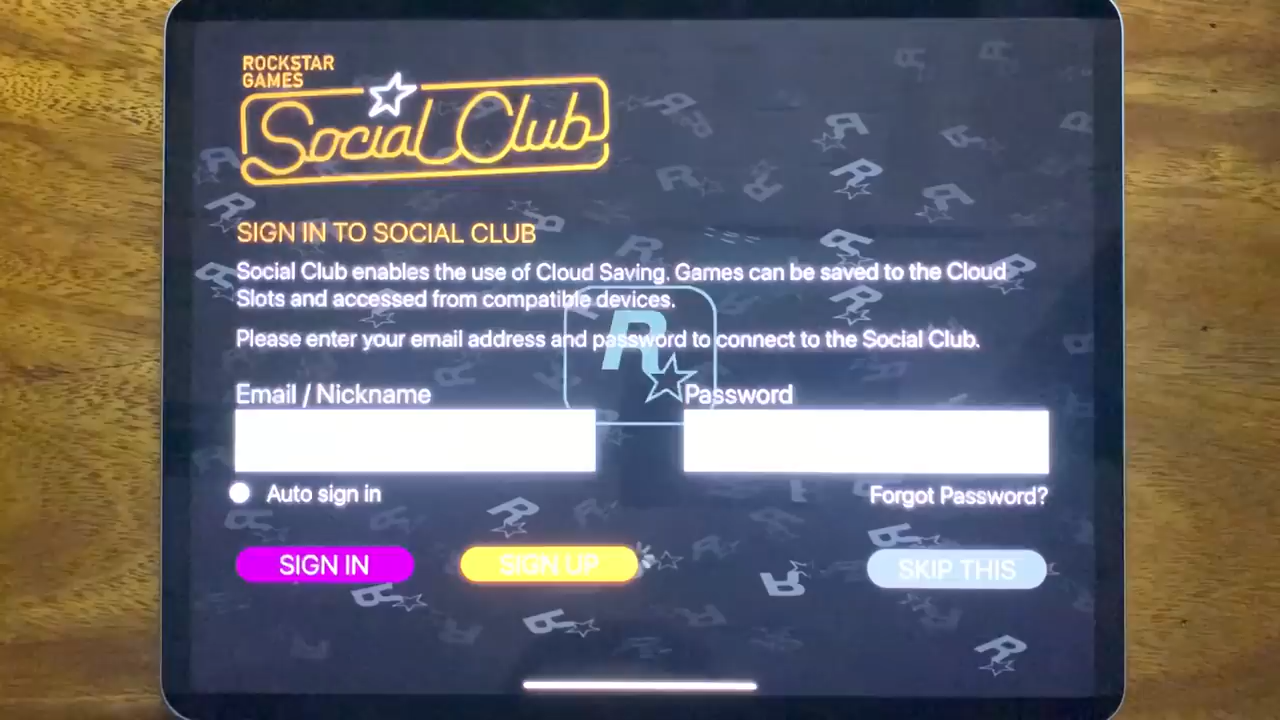 ROCKSTAR
GAMES
Social Club
SIGN IN TO SOCIAL CLUB
Social Club enables the use of Cloud Saving. Games can be saved to the Cloud
Slots and accessed from compatible devices.
Please enter your email address and password to connect to the Social Club.
R
Email / Nickname
Password
Auto sign in
Forgot Password?
SIGN IN
SIGN UP
SKIP THIS